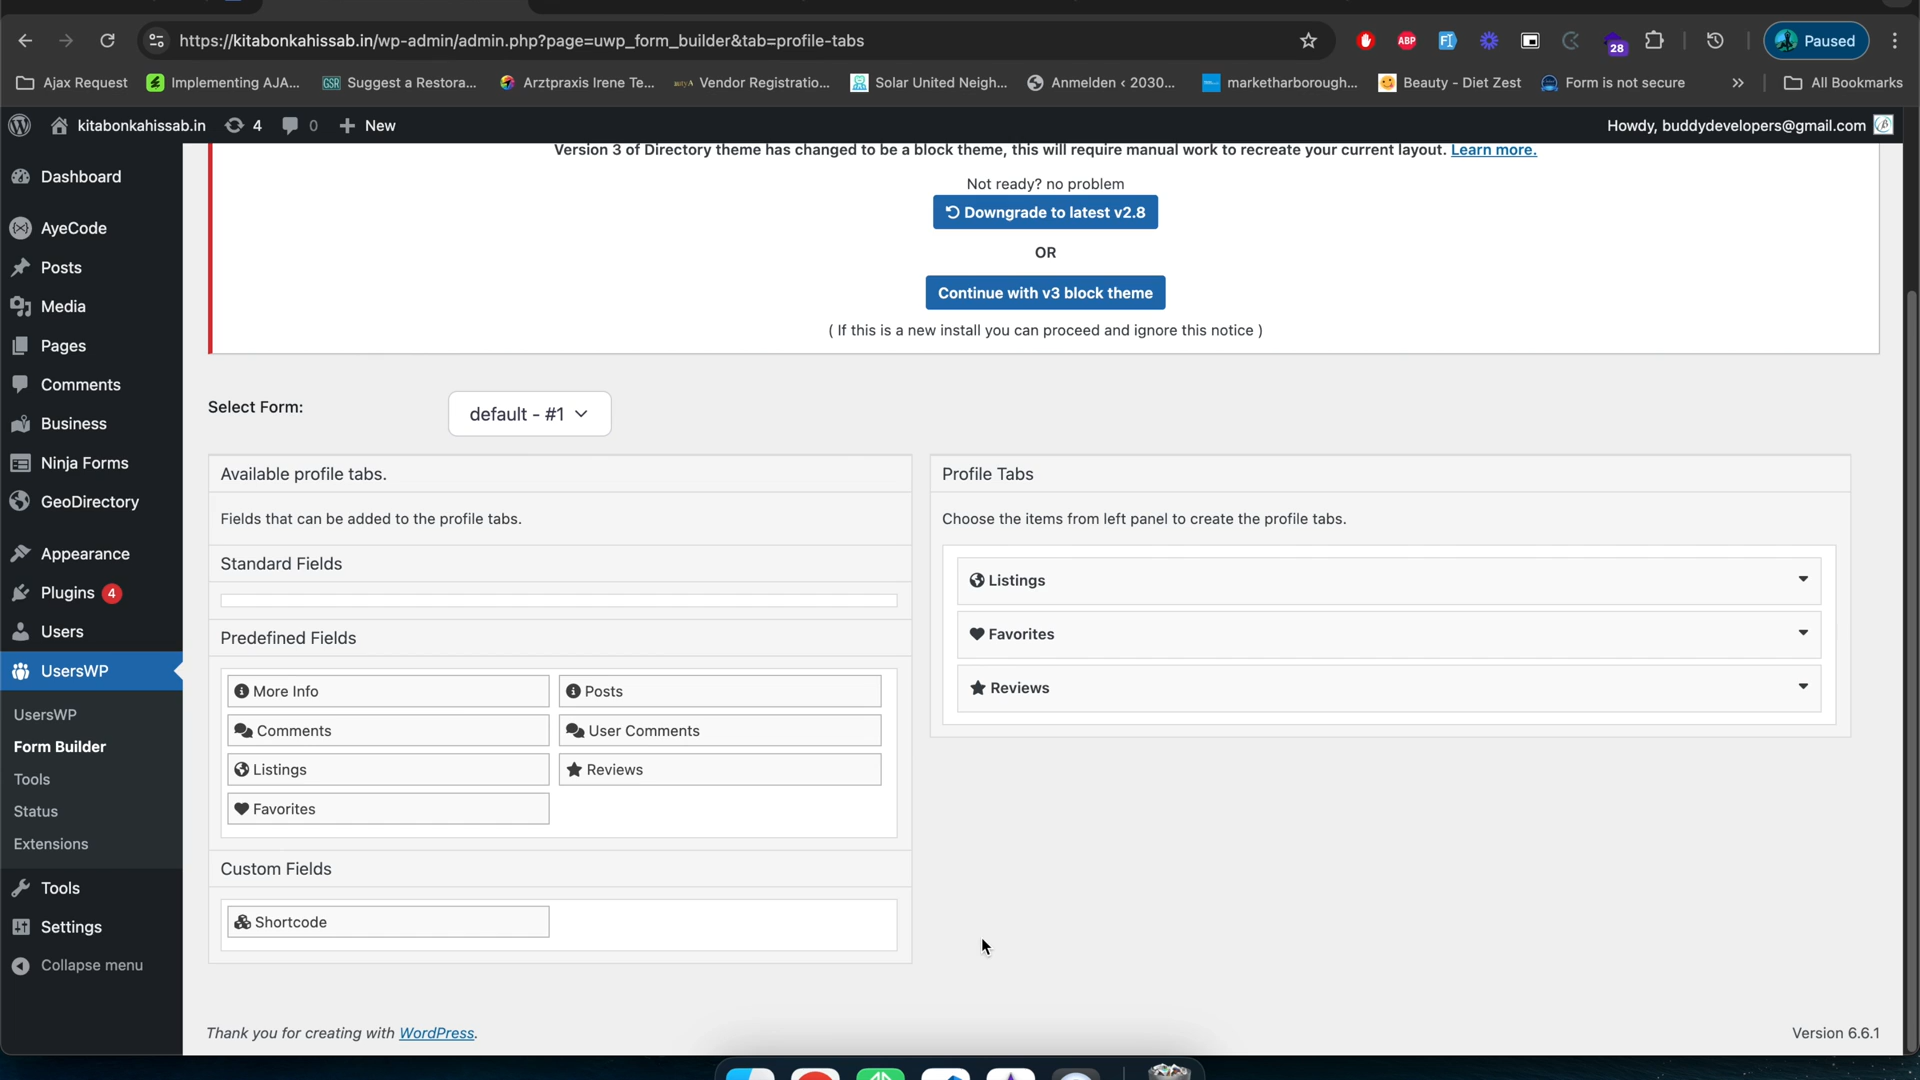 https://kitabonkahissab.in/wp-admin/admin.php?page=uwp_form_builder&tab=profile-tabs
ABP
28
Paused
Ajax Request
Implementing AJA...
GSR Suggest a Restora...
Arztpraxis Irene Te...
Vendor Registratio...
Solar United Neigh...
Anmelden ‹ 2030...
marketharborough...
Beauty - Diet Zest
Form is not secure
»
All Bookmarks
kitabonkahissab.in
4
0
+ New
Howdy, buddydevelopers@gmail.com
Dashboard
AyeCode
Posts
Media
Pages
Comments
Business
Ninja Forms
GeoDirectory
Appearance
Plugins 4
Users
UsersWP
UsersWP
Form Builder
Tools
Status
Extensions
Tools
Settings
Collapse menu
Version 3 of Directory theme has changed to be a block theme, this will require manual work to recreate your current layout. Learn more.
Not ready? no problem
Downgrade to latest v2.8
OR
Continue with v3 block theme
( If this is a new install you can proceed and ignore this notice )
Select Form:
default - #1
Available profile tabs.
Fields that can be added to the profile tabs.
Standard Fields
Predefined Fields
More Info
Posts
Comments
User Comments
Listings
Reviews
Favorites
Custom Fields
Shortcode
Profile Tabs
Choose the items from left panel to create the profile tabs.
Listings
Favorites
Reviews
Thank you for creating with WordPress.
Version 6.6.1